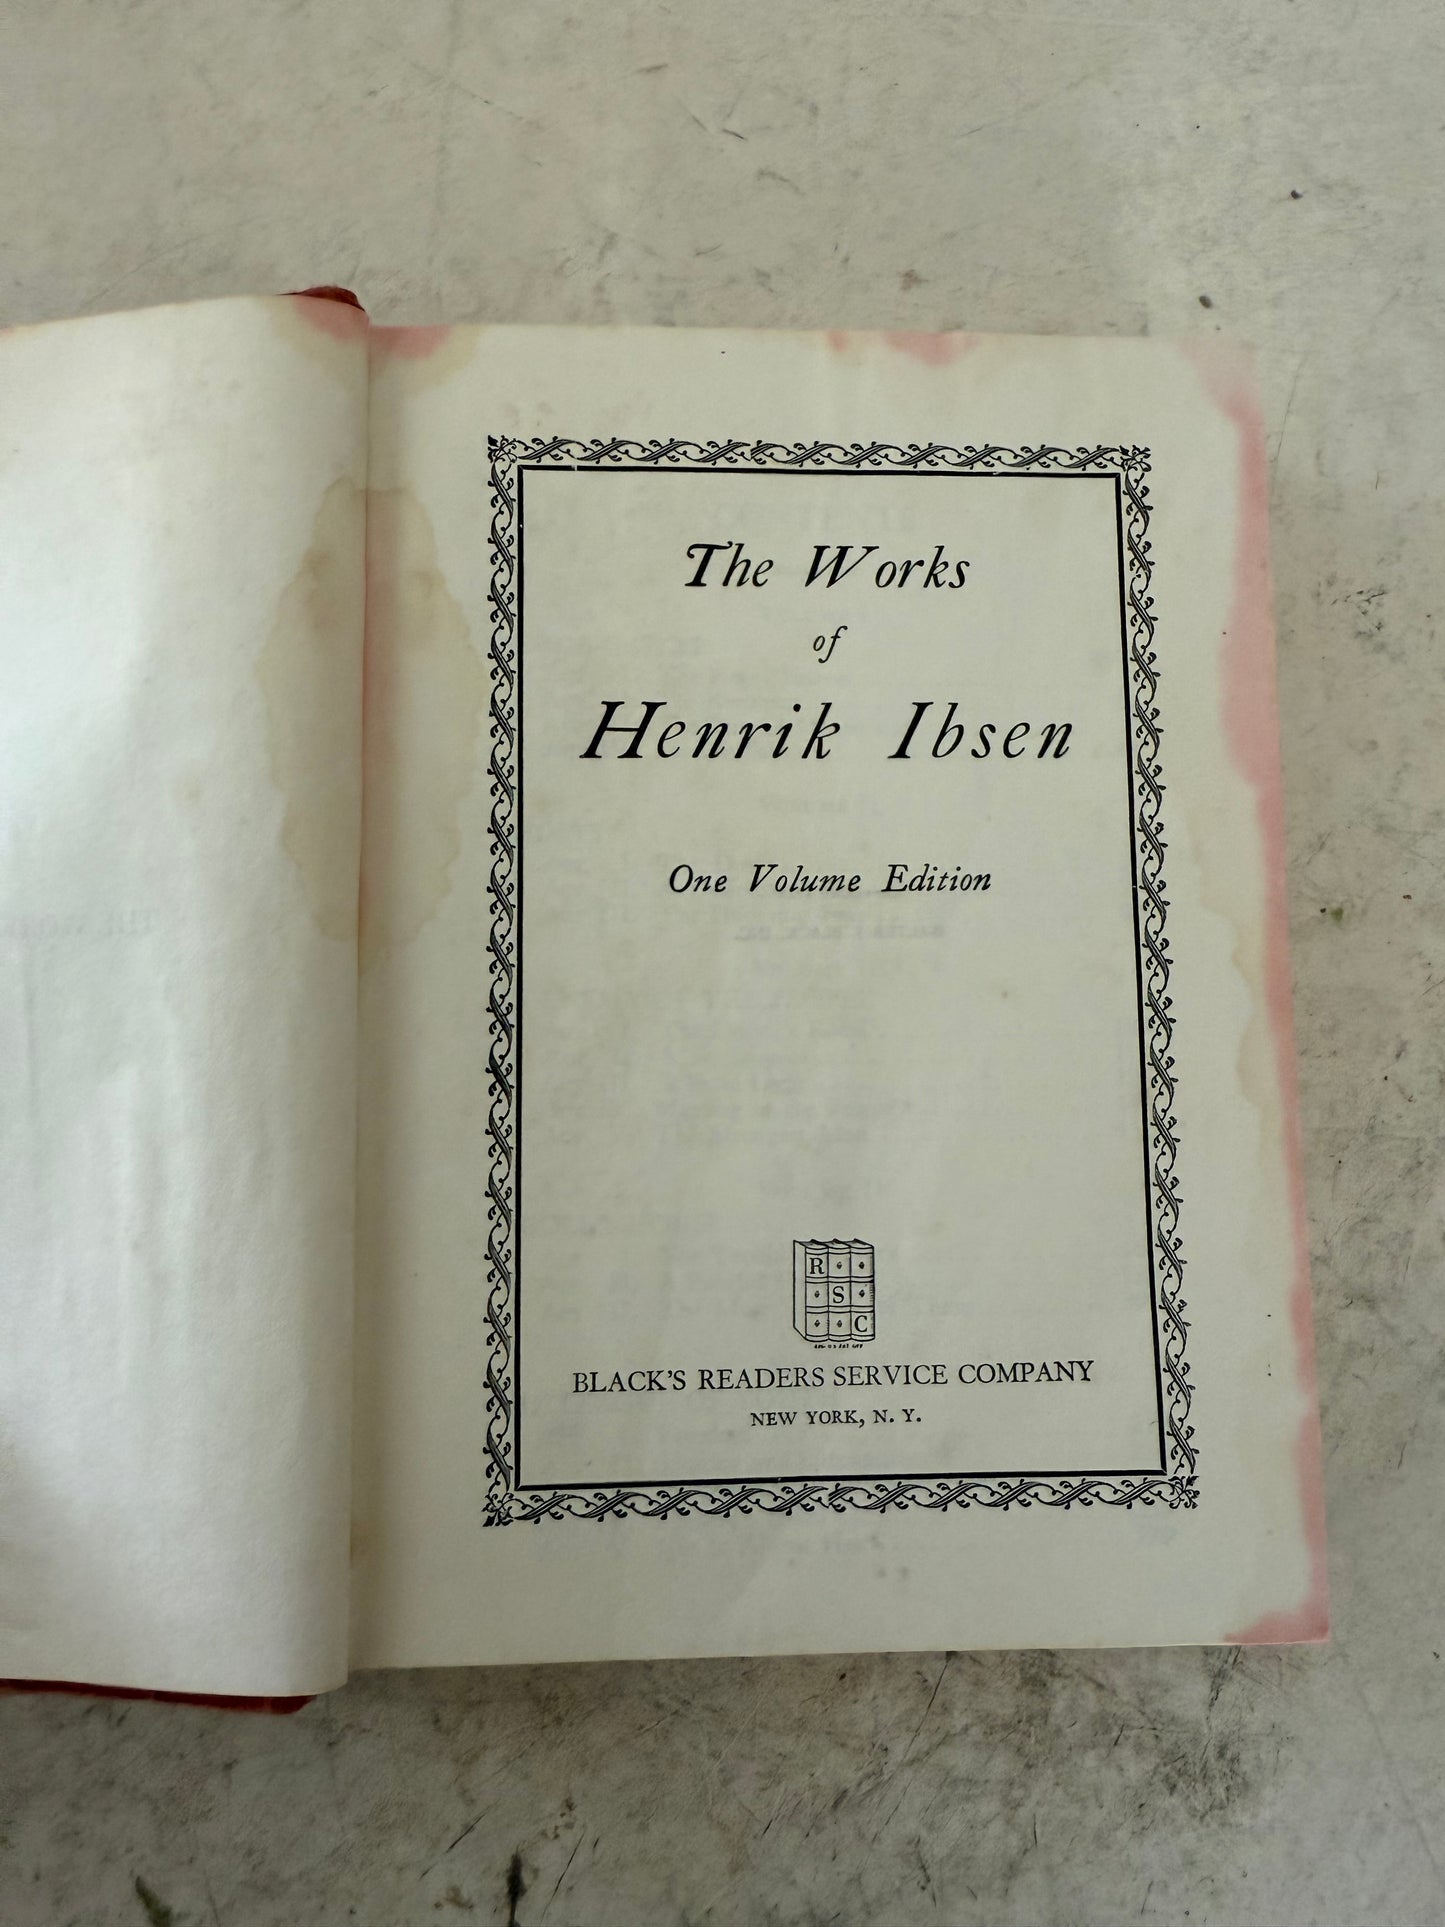 The Works
of
Henrik Ibsen
One Volume Edition
R
S
C
BLACK'S READERS SERVICE COMPANY
NEW YORK, N. Y.